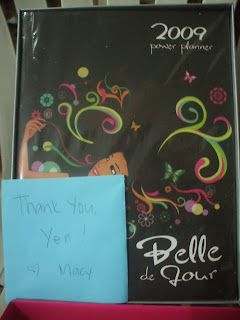 2009
power planner
Thank You,
Yen!
=) Macy
Belle
de Jour